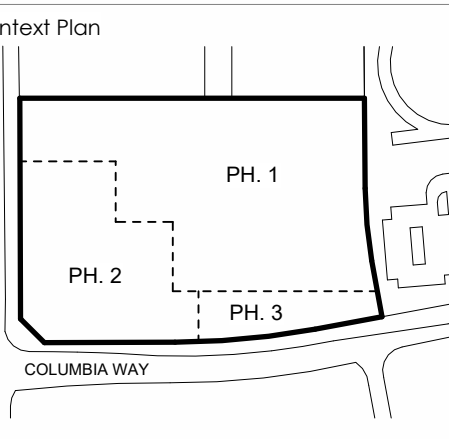 ntext Plan
PH. 1
PH. 2
PH. 3
COLUMBIA WAY